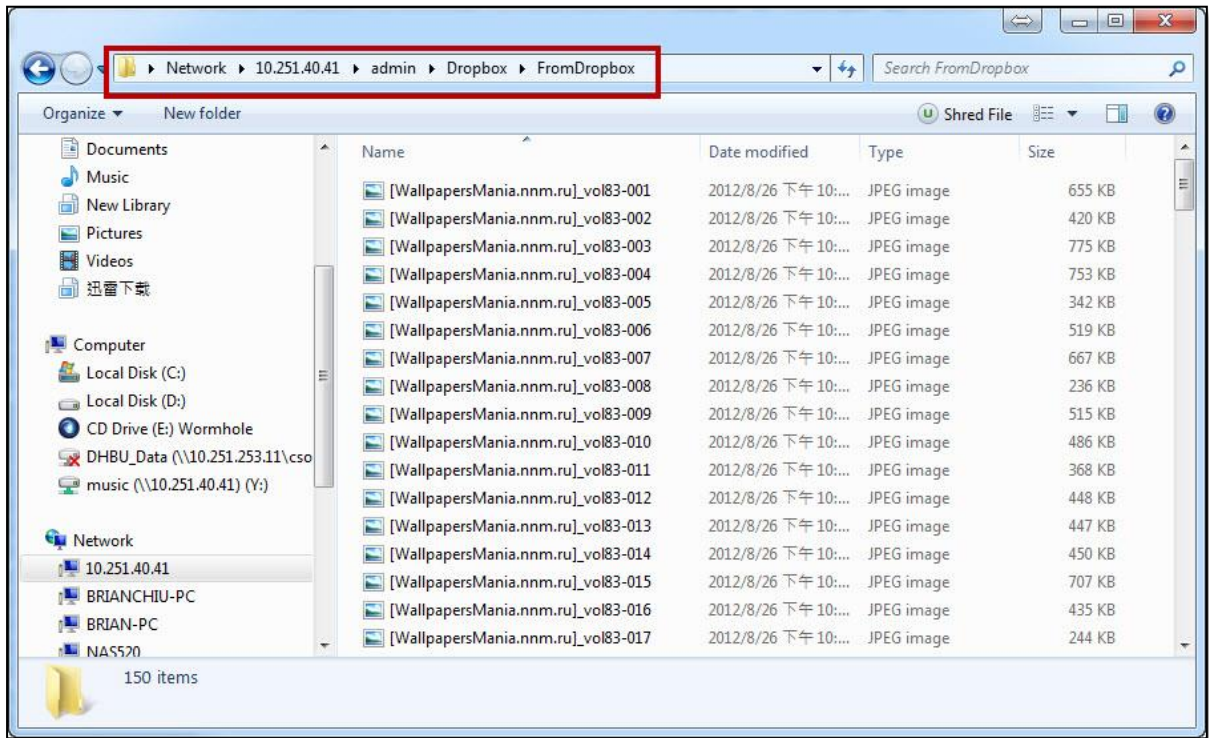 Network ▸ 10.251.40.41 ▸ admin ▸ Dropbox ▸ FromDropbox
Search FromDropbox
Organize New folder Shred File
Documents
Music
New Library
Pictures
Videos
迅雷下载
Computer
Local Disk (C:)
Local Disk (D:)
CD Drive (E:) Wormhole
DHBU_Data (\\10.251.253.11\cso
music (\\10.251.40.41) (Y:)
Network
10.251.40.41
BRIANCHIU-PC
BRIAN-PC
NAS520
Name Date modified Type Size
[WallpapersMania.nnm.ru]_vol83-001 2012/8/26 下午 10:... JPEG image 655 KB
[WallpapersMania.nnm.ru]_vol83-002 2012/8/26 下午 10:... JPEG image 420 KB
[WallpapersMania.nnm.ru]_vol83-003 2012/8/26 下午 10:... JPEG image 775 KB
[WallpapersMania.nnm.ru]_vol83-004 2012/8/26 下午 10:... JPEG image 753 KB
[WallpapersMania.nnm.ru]_vol83-005 2012/8/26 下午 10:... JPEG image 342 KB
[WallpapersMania.nnm.ru]_vol83-006 2012/8/26 下午 10:... JPEG image 519 KB
[WallpapersMania.nnm.ru]_vol83-007 2012/8/26 下午 10:... JPEG image 667 KB
[WallpapersMania.nnm.ru]_vol83-008 2012/8/26 下午 10:... JPEG image 236 KB
[WallpapersMania.nnm.ru]_vol83-009 2012/8/26 下午 10:... JPEG image 515 KB
[WallpapersMania.nnm.ru]_vol83-010 2012/8/26 下午 10:... JPEG image 486 KB
[WallpapersMania.nnm.ru]_vol83-011 2012/8/26 下午 10:... JPEG image 368 KB
[WallpapersMania.nnm.ru]_vol83-012 2012/8/26 下午 10:... JPEG image 448 KB
[WallpapersMania.nnm.ru]_vol83-013 2012/8/26 下午 10:... JPEG image 447 KB
[WallpapersMania.nnm.ru]_vol83-014 2012/8/26 下午 10:... JPEG image 450 KB
[WallpapersMania.nnm.ru]_vol83-015 2012/8/26 下午 10:... JPEG image 707 KB
[WallpapersMania.nnm.ru]_vol83-016 2012/8/26 下午 10:... JPEG image 435 KB
[WallpapersMania.nnm.ru]_vol83-017 2012/8/26 下午 10:... JPEG image 244 KB
150 items